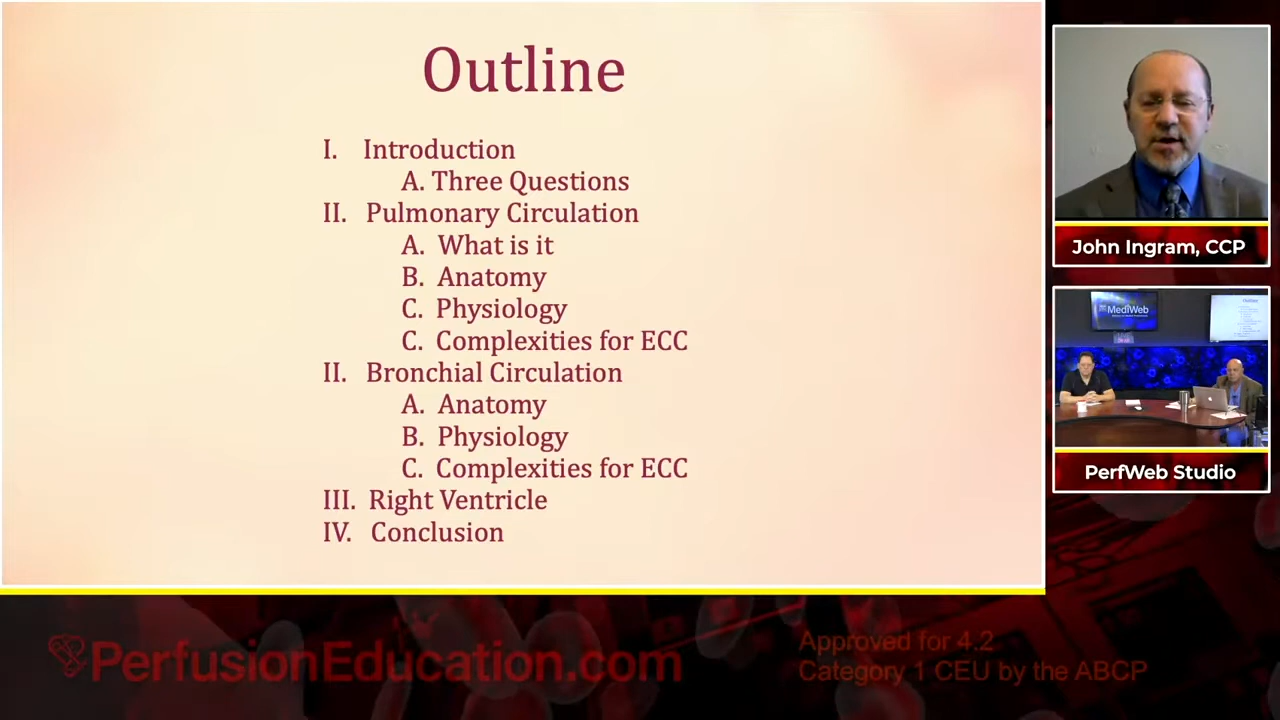 Outline
I. Introduction
A. Three Questions
II. Pulmonary Circulation
A. What is it
B. Anatomy
C. Physiology
C. Complexities for ECC
II. Bronchial Circulation
A. Anatomy
B. Physiology
C. Complexities for ECC
III. Right Ventricle
IV. Conclusion
John Ingram, CCP
MediWeb
Outline
PerfWeb Studio
PerfusionEducation.com
Approved for 4.2
Category 1 CEU by the ABCP